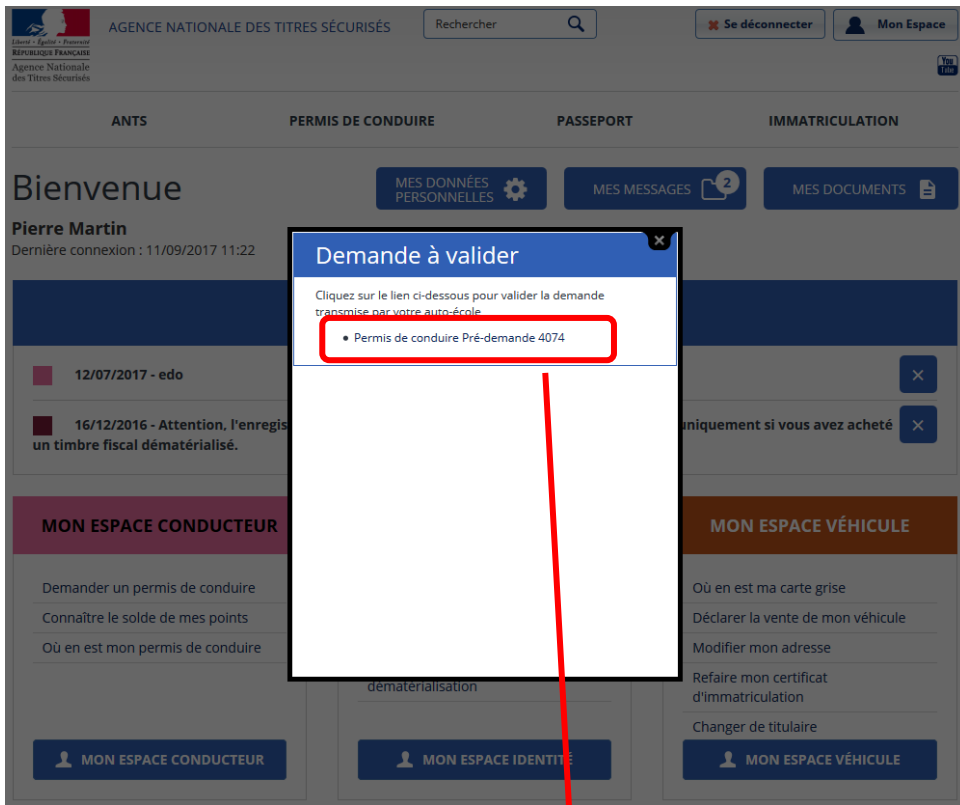 AGENCE NATIONALE DES TITRES SÉCURISÉS
Rechercher
Se déconnecter
Mon Espace
Liberté • Égalité • Fraternité
RÉPUBLIQUE FRANÇAISE
Agence Nationale
des Titres Sécurisés
You
Tube
ANTS
PERMIS DE CONDUIRE
PASSEPORT
IMMATRICULATION
Bienvenue
MES DONNÉES
PERSONNELLES
MES MESSAGES
2
MES DOCUMENTS
Pierre Martin
Dernière connexion : 11/09/2017 11:22
Demande à valider
Cliquez sur le lien ci-dessous pour valider la demande
transmise par votre auto-école
• Permis de conduire Pré-demande 4074
12/07/2017 - edo
16/12/2016 - Attention, l'enregis
uniquement si vous avez acheté
un timbre fiscal dématérialisé.
MON ESPACE CONDUCTEUR
MON ESPACE VÉHICULE
Demander un permis de conduire
Connaître le solde de mes points
Où en est mon permis de conduire
dématérialisation
Où en est ma carte grise
Déclarer la vente de mon véhicule
Modifier mon adresse
Refaire mon certificat
d'immatriculation
Changer de titulaire
MON ESPACE CONDUCTEUR
MON ESPACE IDENTITÉ
MON ESPACE VÉHICULE